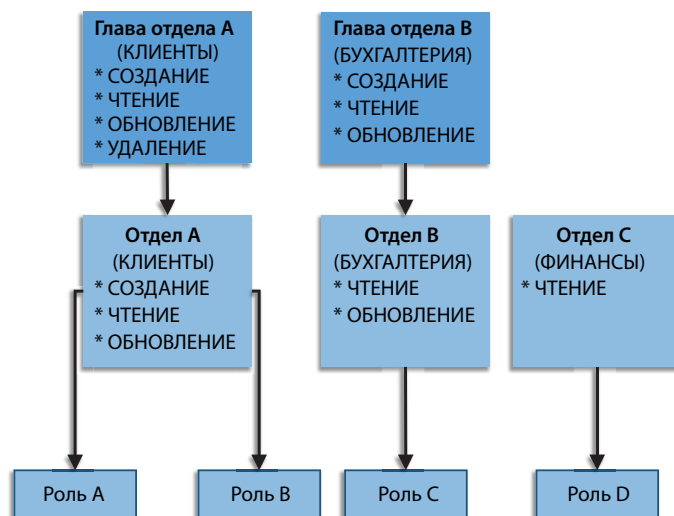 Глава отдела A
(КЛИЕНТЫ)
* СОЗДАНИЕ
* ЧТЕНИЕ
* ОБНОВЛЕНИЕ
* УДАЛЕНИЕ
Глава отдела B
(БУХГАЛТЕРИЯ)
* СОЗДАНИЕ
* ЧТЕНИЕ
* ОБНОВЛЕНИЕ
Отдел A
(КЛИЕНТЫ)
* СОЗДАНИЕ
* ЧТЕНИЕ
* ОБНОВЛЕНИЕ
Отдел B
(БУХГАЛТЕРИЯ)
* ЧТЕНИЕ
* ОБНОВЛЕНИЕ
Отдел C
(ФИНАНСЫ)
* ЧТЕНИЕ
Роль A
Роль B
Роль C
Роль D